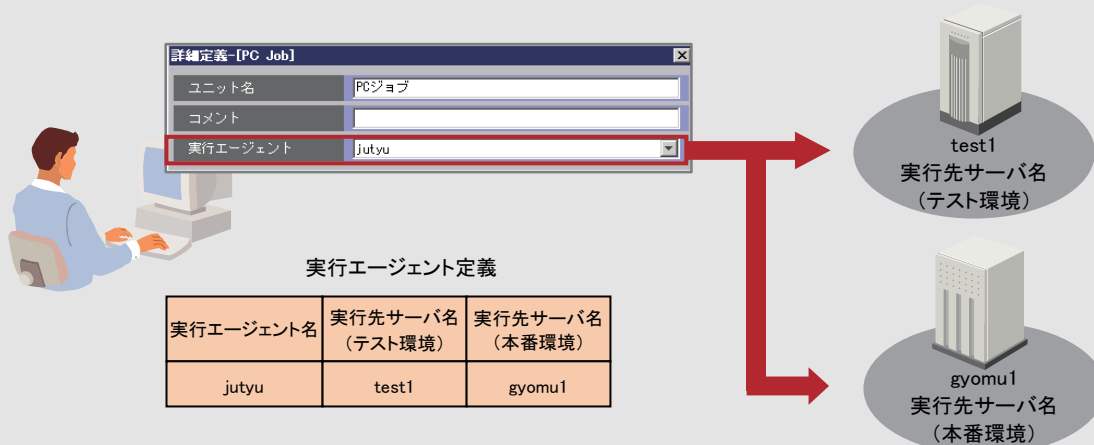 詳細定義-[PC Job]
ユニット名
PCジョブ
コメント
実行エージェント
jutyu
test1
実行先サーバ名
(テスト環境)
実行エージェント定義
実行エージェント名
実行先サーバ名
(テスト環境)
実行先サーバ名
(本番環境)
jutyu
test1
gyomu1
gyomu1
実行先サーバ名
(本番環境)